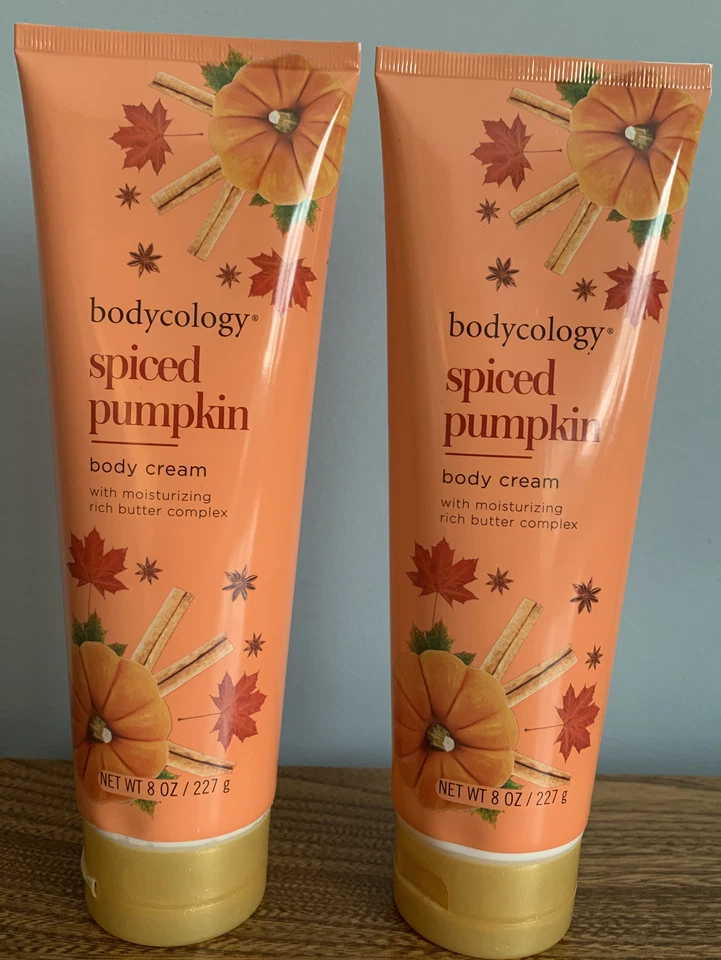 bodycology®
spiced
pumpkin
body cream
with moisturizing
rich butter complex
NET WT 8 OZ / 227 g
bodycology®
spiced
pumpkin
body cream
with moisturizing
rich butter complex
NET WT 8 OZ / 227 g